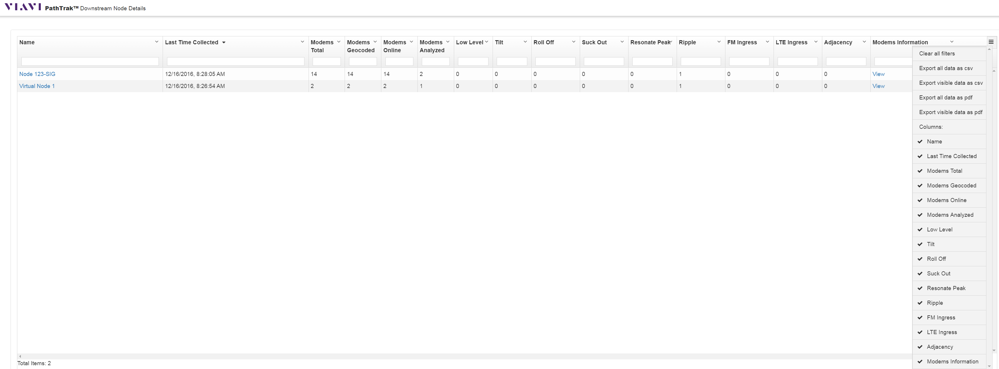 VIAVI PathTrak™ Downstream Node Details
Name Last Time Collected Modems Total Modems Geocoded Modems Online Modems Analyzed Low Level Tilt Roll Off Suck Out Resonate Peak Ripple FM Ingress LTE Ingress Adjacency Modems Information
Node 123-SIG 12/16/2016, 8:28:05 AM 14 14 14 2 0 0 0 0 0 1 0 0 0 View
Virtual Node 1 12/16/2016, 8:26:54 AM 2 2 2 1 0 0 0 0 0 1 0 0 0 View
Clear all filters
Export all data as csv
Export visible data as csv
Export all data as pdf
Export visible data as pdf
Columns:
Name
Last Time Collected
Modems Total
Modems Geocoded
Modems Online
Modems Analyzed
Low Level
Tilt
Roll Off
Suck Out
Resonate Peak
Ripple
FM Ingress
LTE Ingress
Adjacency
Modems Information
Total Items: 2